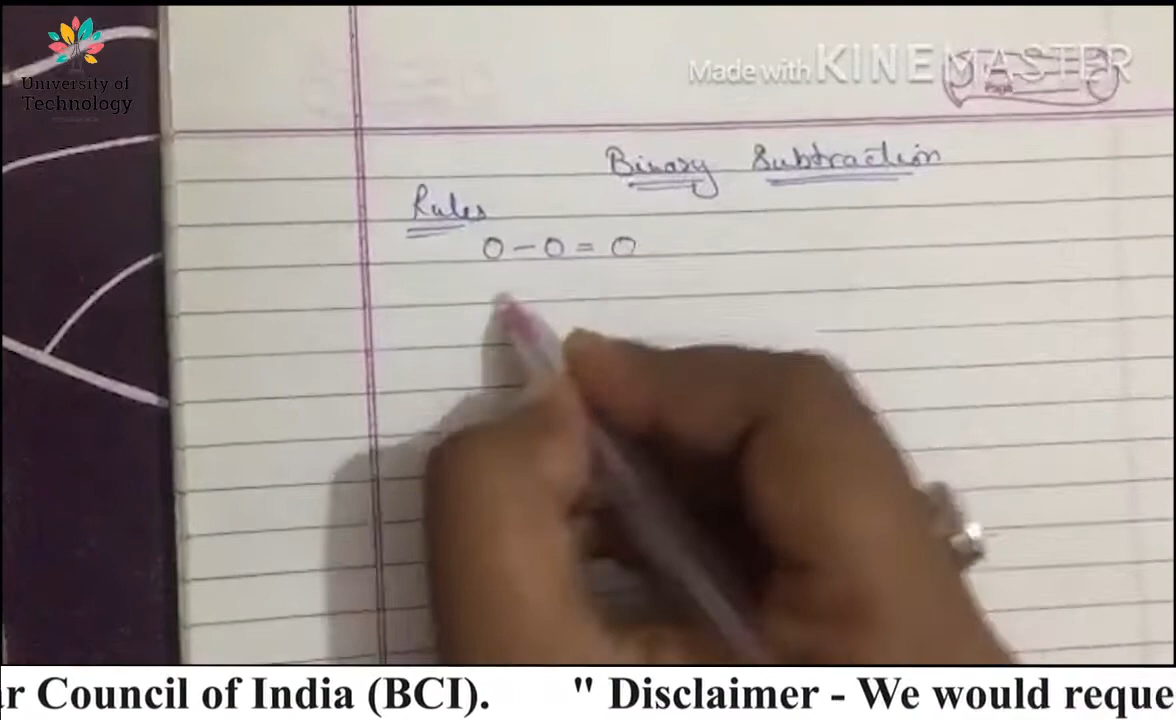 University of
Technology
Made with KINEMASTER
Page
Binary Subtraction
Rules
0 - 0 = 0
r Council of India (BCI). " Disclaimer - We would reque